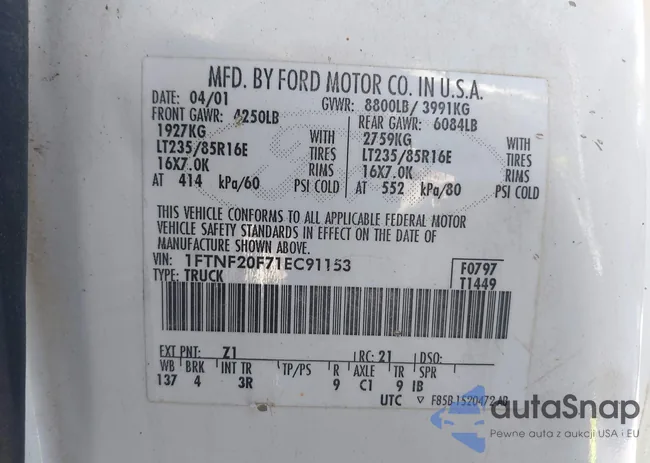 MFD. BY FORD MOTOR CO. IN U.S.A.
DATE: 04/01 GVWR: 8800LB/ 3991KG
FRONT GAWR: 4250LB REAR GAWR: 6084LB
1927KG WITH 2759KG WITH
LT235/85R16E TIRES LT235/85R16E TIRES
16X7.0K RIMS 16X7.0K RIMS
AT 414 kPa/60 PSI COLD AT 552 kPa/80 PSI COLD
THIS VEHICLE CONFORMS TO ALL APPLICABLE FEDERAL MOTOR
VEHICLE SAFETY STANDARDS IN EFFECT ON THE DATE OF
MANUFACTURE SHOWN ABOVE.
VIN: 1FTNF20F71EC91153 F0797
TYPE: TRUCK T1449
EXT PNT: Z1 RC: 21 DSO:
WB BRK INT TR TP/PS R AXLE TR SPR
137 4 3R 9 C1 9 IB
UTC ▽ F85B 1520472 AB
autaSnap
Pewne auta z aukcji USA i EU